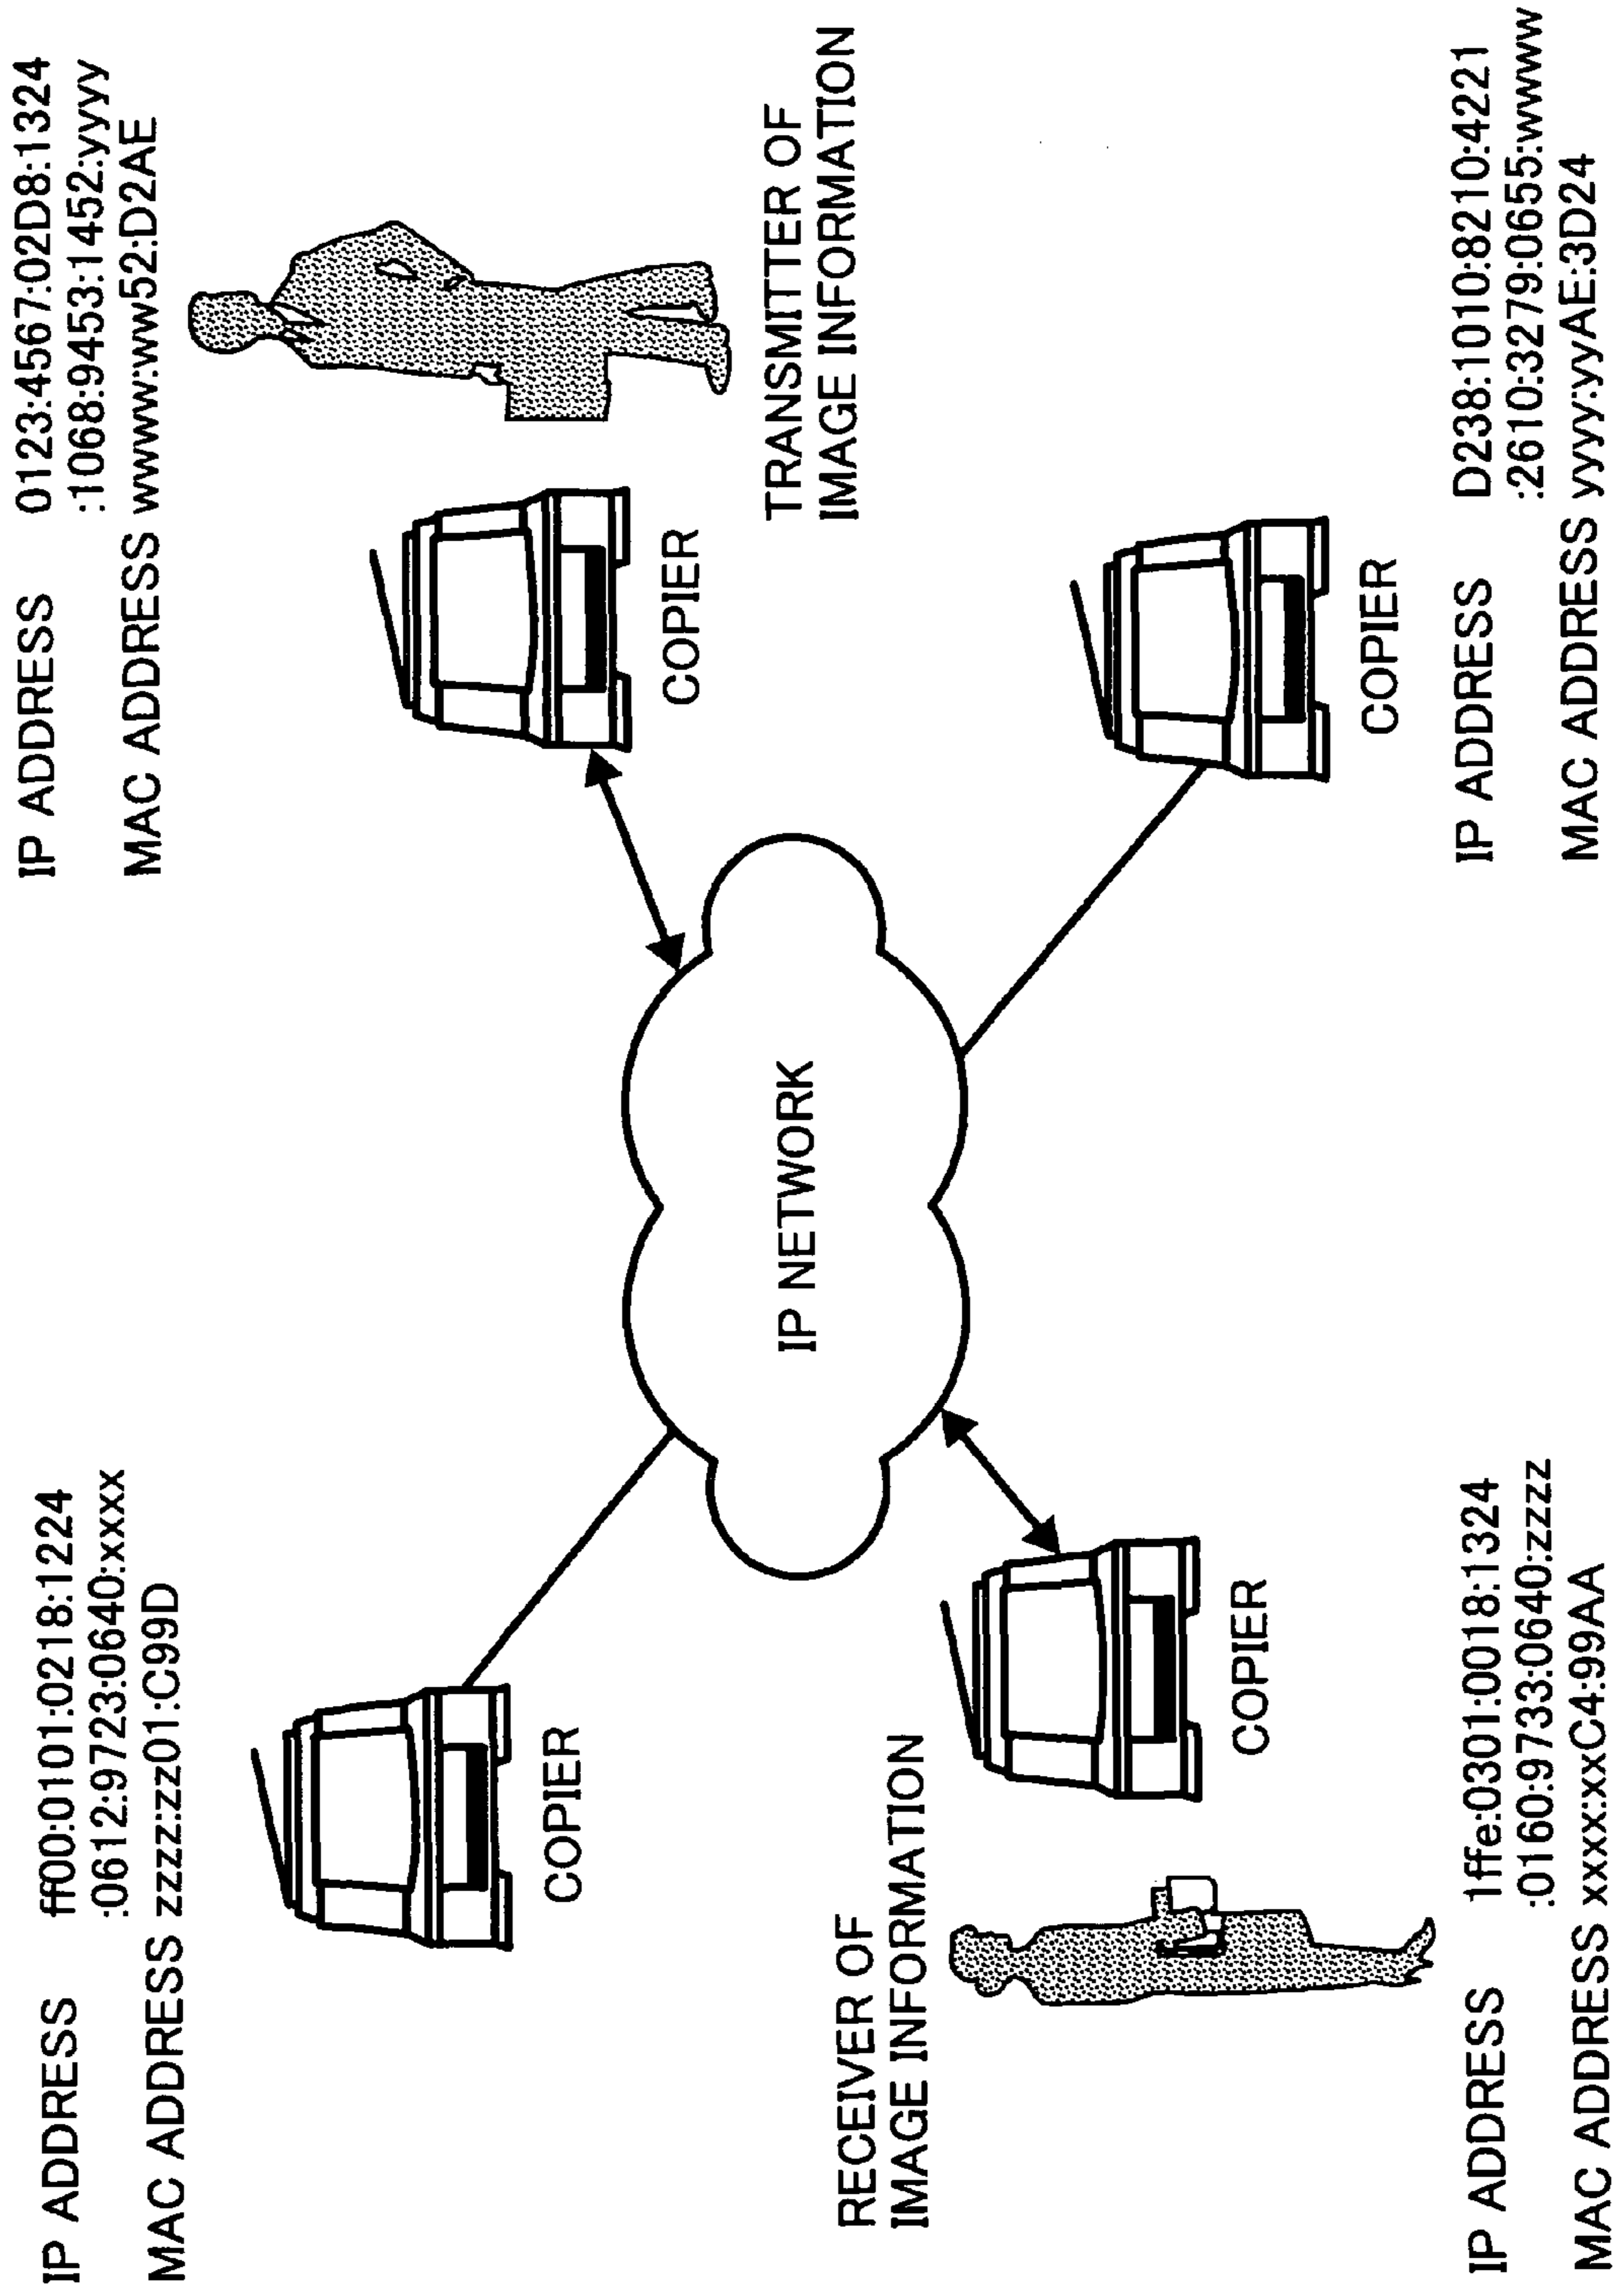 IP ADDRESS ff00:0101:0218:1224
:0612:9723:0640:xxxx
MAC ADDRESS zzzz:zz01:C99D
COPIER
IP ADDRESS 0123:4567:02D8:1324
:1068:9453:1452:yyyy
MAC ADDRESS wwww:ww52:D2AE
COPIER
TRANSMITTER OF
IMAGE INFORMATION
IP NETWORK
RECEIVER OF
IMAGE INFORMATION
COPIER
IP ADDRESS 1ffe:0301:0018:1324
:0160:9733:0640:zzzz
MAC ADDRESS xxxx:xxC4:99AA
COPIER
IP ADDRESS D238:1010:8210:4221
:2610:3279:0655:wwww
MAC ADDRESS yyyy:yyAE:3D24